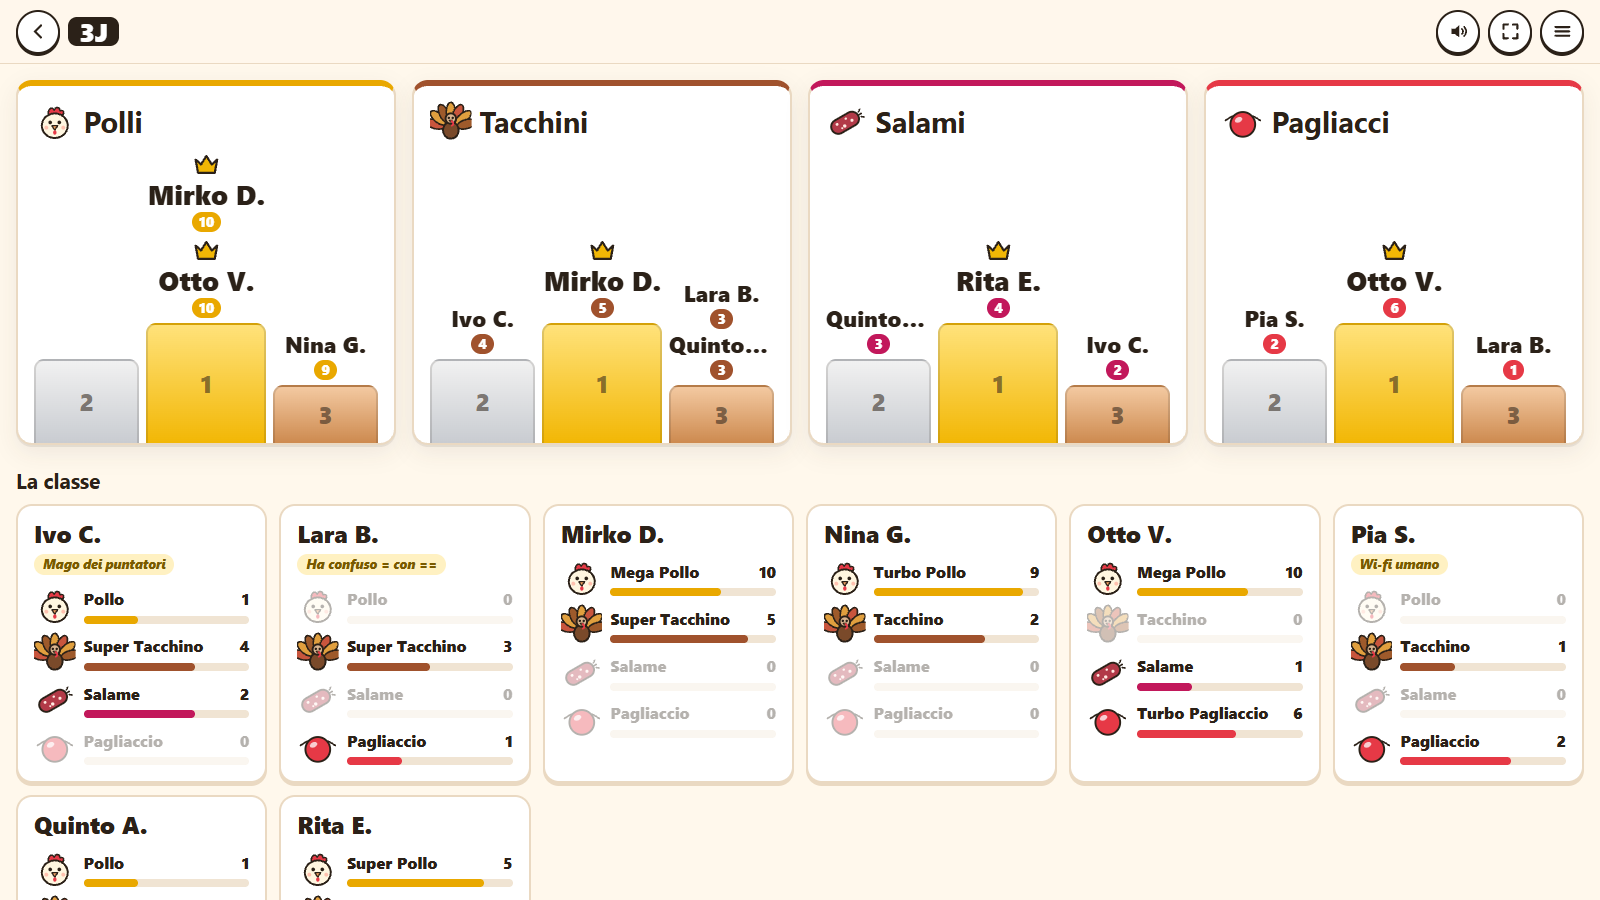 3J
Polli
Mirko D.
10
Otto V.
10
Nina G.
9
2
1
3
Tacchini
Mirko D.
5
Ivo C.
4
Lara B.
3
Quinto...
3
2
1
3
Salami
Rita E.
4
Quinto...
3
Ivo C.
2
2
1
3
Pagliacci
Otto V.
6
Pia S.
2
Lara B.
1
2
1
3
La classe
Ivo C.
Mago dei puntatori
Pollo 1
Super Tacchino 4
Salame 2
Pagliaccio 0
Lara B.
Ha confuso = con ==
Pollo 0
Super Tacchino 3
Salame 0
Pagliaccio 1
Mirko D.
Mega Pollo 10
Super Tacchino 5
Salame 0
Pagliaccio 0
Nina G.
Turbo Pollo 9
Tacchino 2
Salame 0
Pagliaccio 0
Otto V.
Mega Pollo 10
Tacchino 0
Salame 1
Turbo Pagliaccio 6
Pia S.
Wi-fi umano
Pollo 0
Tacchino 1
Salame 0
Pagliaccio 2
Quinto A.
Pollo 1
Rita E.
Super Pollo 5